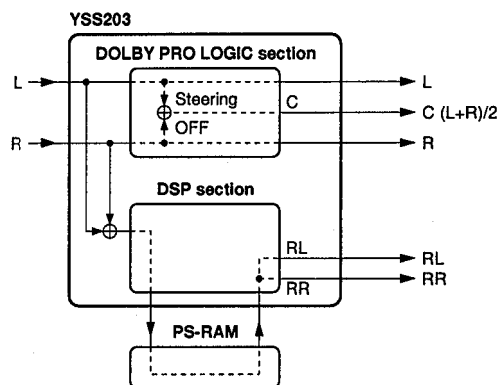 YSS203
DOLBY PRO LOGIC section
L
L
Steering
C
C (L+R)/2
OFF
R
R
DSP section
RL
RL
RR
RR
PS-RAM